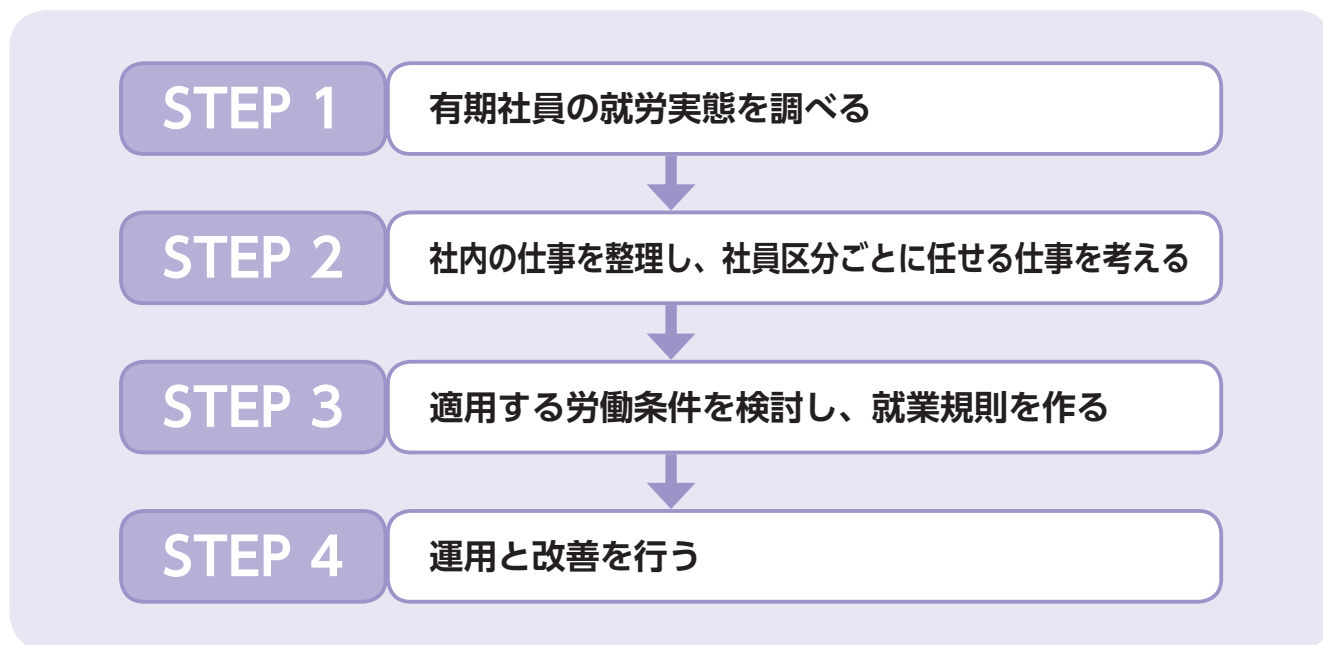 STEP 1
有期社員の就労実態を調べる
STEP 2
社内の仕事を整理し、社員区分ごとに任せる仕事を考える
STEP 3
適用する労働条件を検討し、就業規則を作る
STEP 4
運用と改善を行う